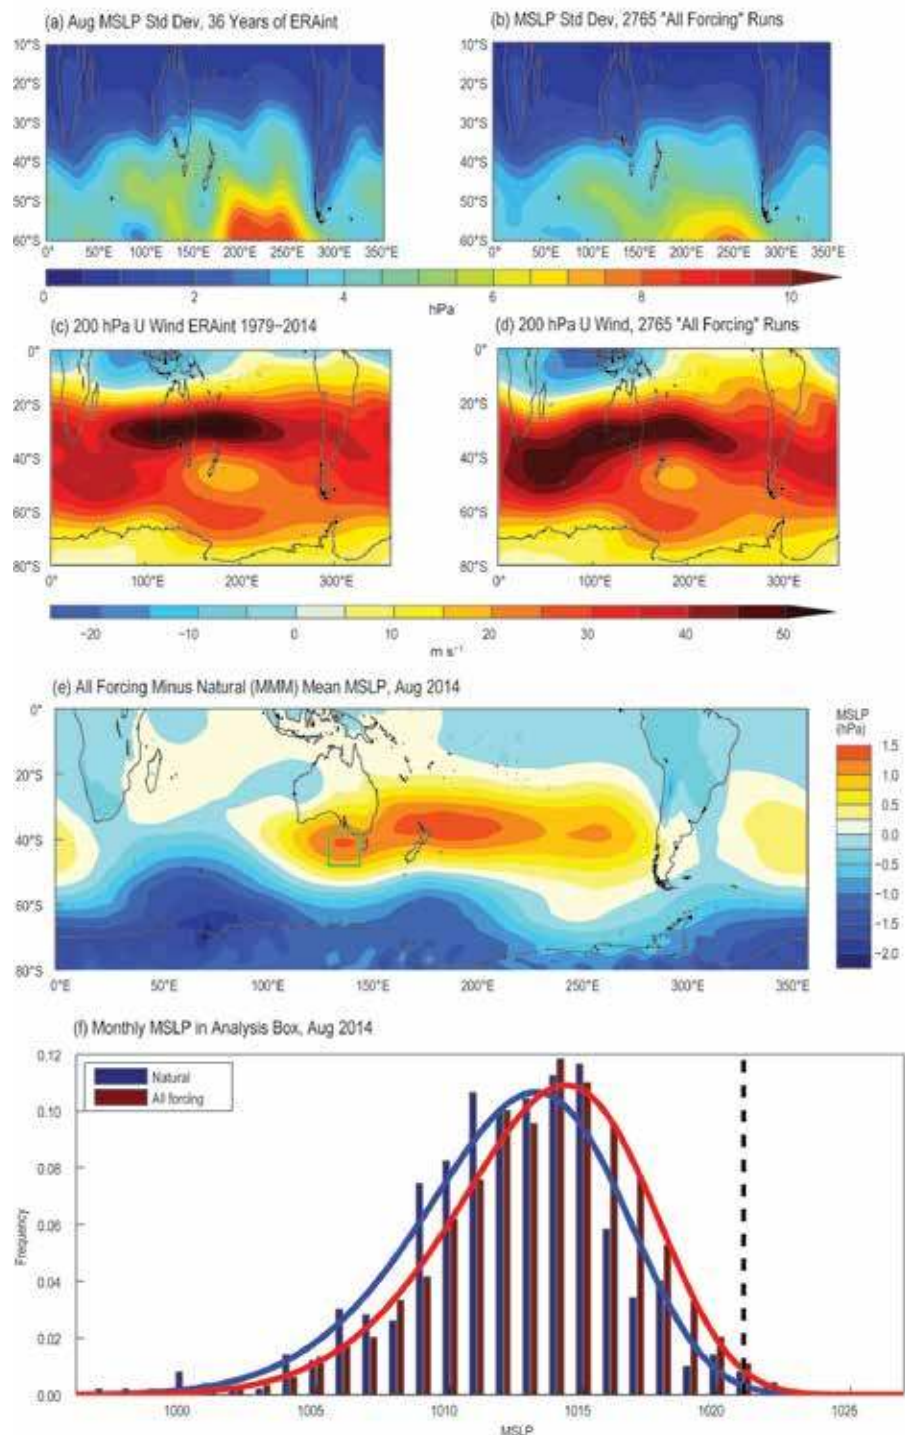 (a) Aug MSLP Std Dev, 36 Years of ERAint
(b) MSLP Std Dev, 2765 "All Forcing" Runs
10°S
20°S
30°S
40°S
50°S
60°S
0° 50°E 100°E 150°E 200°E 250°E 300°E 350°E
10°S
20°S
30°S
40°S
50°S
60°S
0° 50°E 100°E 150°E 200°E 250°E 300°E 350°E
0 2 4 6 8 10
hPa
(c) 200 hPa U Wind ERAint 1979–2014
(d) 200 hPa U Wind, 2765 "All Forcing" Runs
0°
20°S
40°S
60°S
80°S
0° 100°E 200°E 300°E
0°
20°S
40°S
60°S
80°S
0° 100°E 200°E 300°E
−20 −10 0 10 20 30 40 50
m s⁻¹
(e) All Forcing Minus Natural (MMM) Mean MSLP, Aug 2014
0°
20°S
40°S
60°S
80°S
0°E 50°E 100°E 150°E 200°E 250°E 300°E 350°E
MSLP
(hPa)
1.5
1.0
0.5
0.0
−0.5
−1.0
−1.5
−2.0
(f) Monthly MSLP in Analysis Box, Aug 2014
Natural
All forcing
Frequency
0.12
0.10
0.08
0.06
0.04
0.02
0.00
1000 1005 1010 1015 1020 1025
MSLP